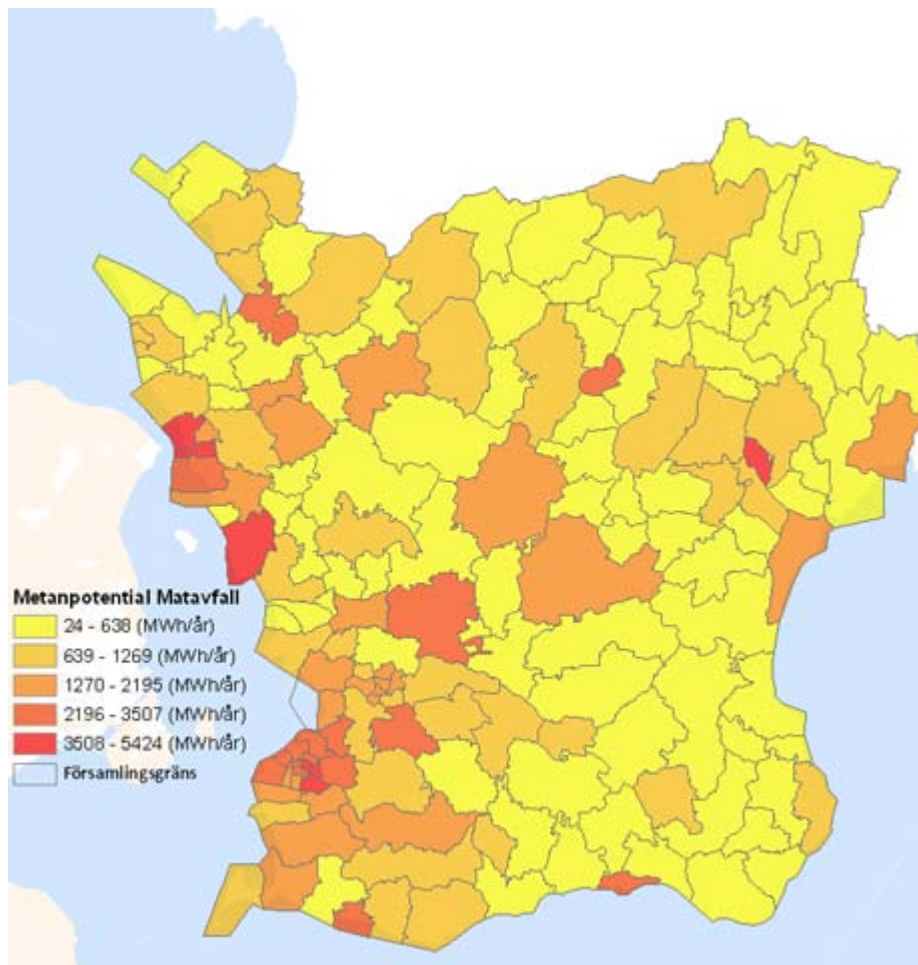 Metanpotential Matavfall
24 - 638 (MWh/år)
639 - 1269 (MWh/år)
1270 - 2195 (MWh/år)
2196 - 3507 (MWh/år)
3508 - 5424 (MWh/år)
Församlingsgräns